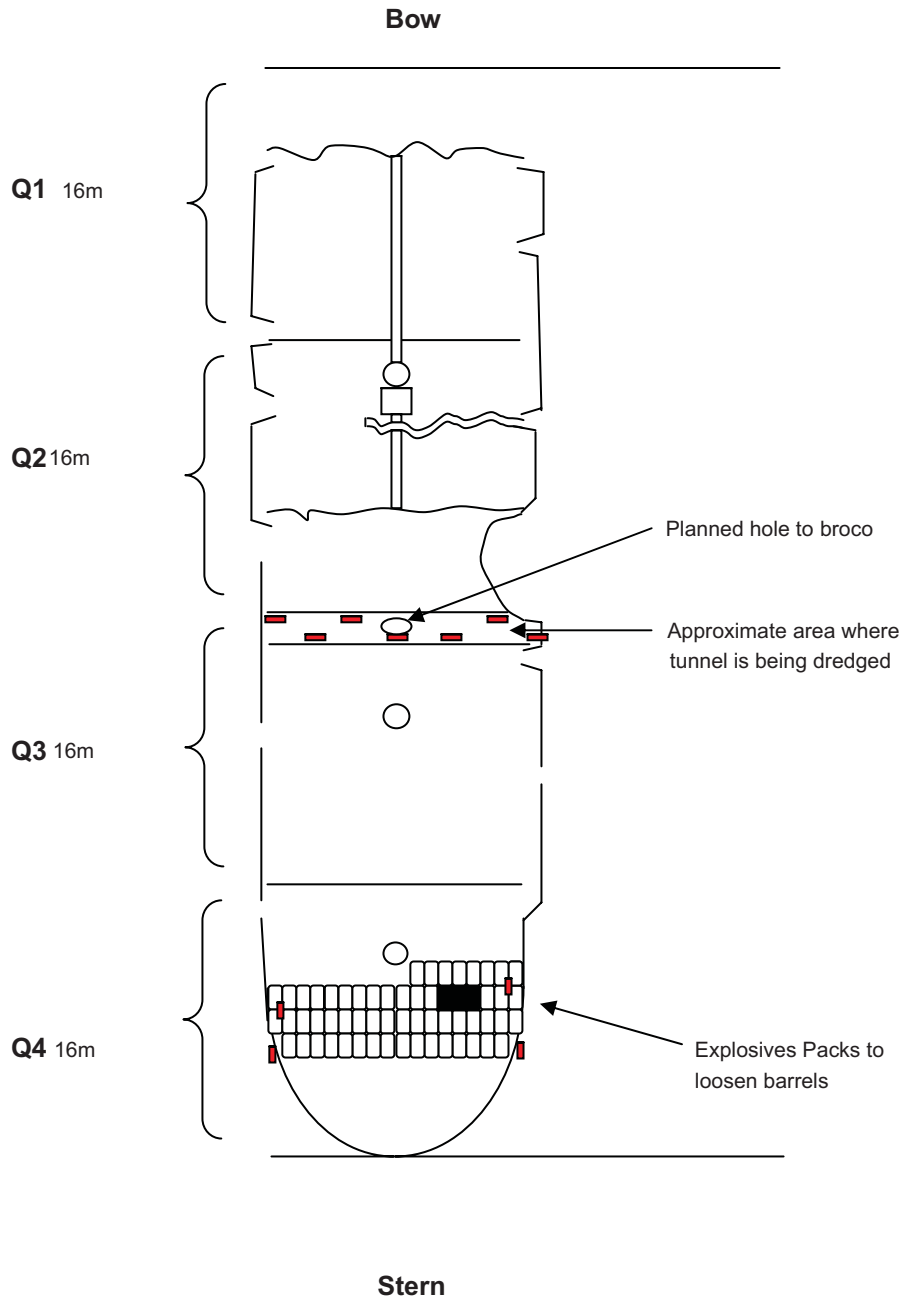 Bow
Q1 16m
Q2 16m
Planned hole to broco
Approximate area where
tunnel is being dredged
Q3 16m
Q4 16m
Explosives Packs to
loosen barrels
Stern